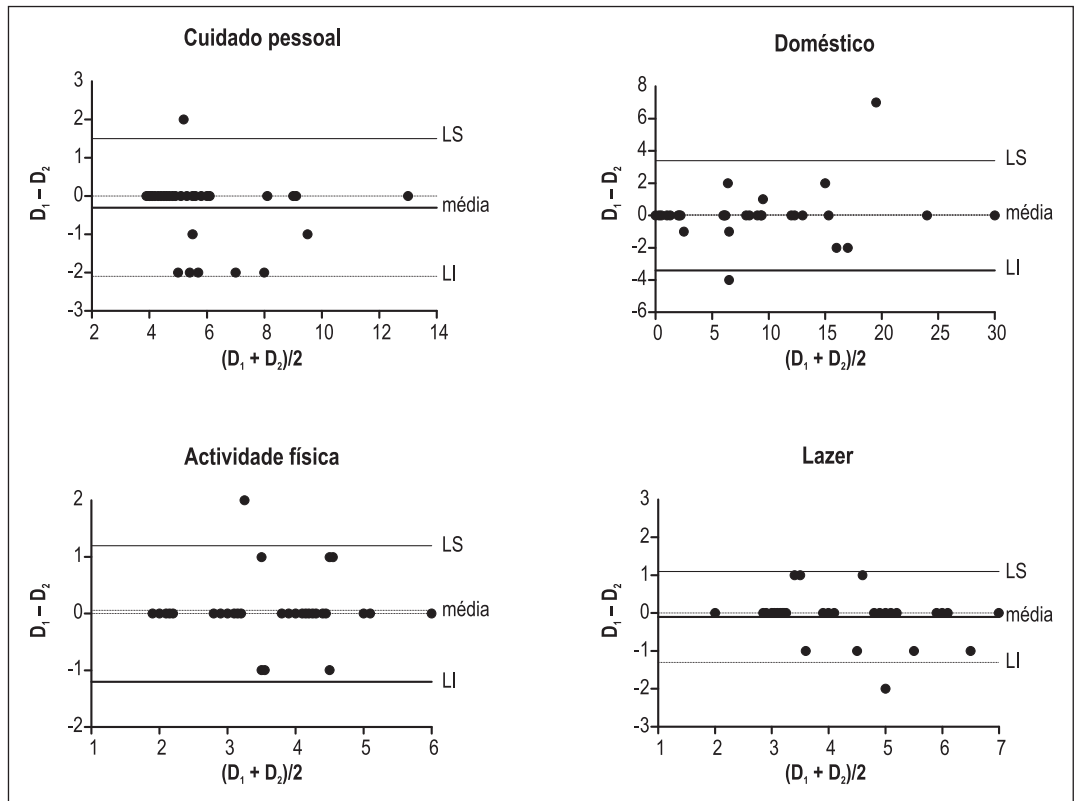 Cuidado pessoal
3
2
1
0
-1
-2
-3
D₁ – D₂
LS
média
LI
2 4 6 8 10 12 14
(D₁ + D₂)/2
Doméstico
8
6
4
2
0
-2
-4
-6
D₁ – D₂
LS
média
LI
0 5 10 15 20 25 30
(D₁ + D₂)/2
Actividade física
2
1
0
-1
-2
D₁ – D₂
LS
média
LI
1 2 3 4 5 6
(D₁ + D₂)/2
Lazer
3
2
1
0
-1
-2
-3
D₁ – D₂
LS
média
LI
1 2 3 4 5 6 7
(D₁ + D₂)/2